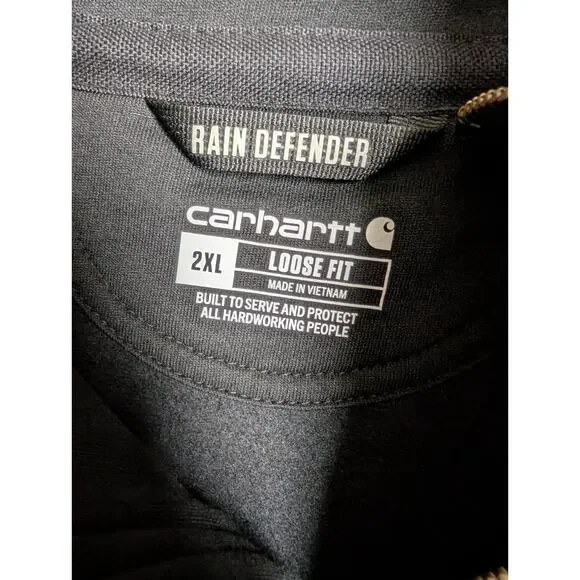 RAIN DEFENDER
carhartt
2XL LOOSE FIT
MADE IN VIETNAM
BUILT TO SERVE AND PROTECT
ALL HARDWORKING PEOPLE